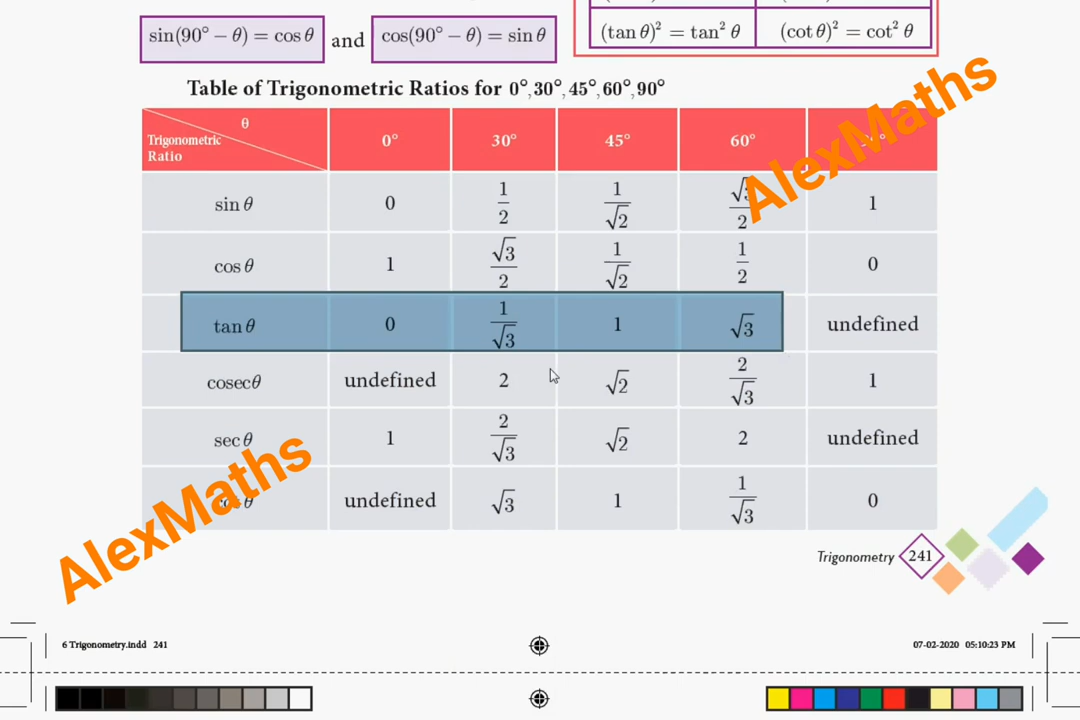 sin(90° − θ) = cos θ and cos(90° − θ) = sin θ
(tan θ)² = tan² θ (cot θ)² = cot² θ
Table of Trigonometric Ratios for 0°,30°,45°,60°,90°
θ
Trigonometric
Ratio
0° 30° 45° 60°
sin θ 0 1/2 1/√2 1
cos θ 1 √3/2 1/√2 1/2 0
tan θ 0 1/√3 1 √3 undefined
cosecθ undefined 2 √2 2/√3 1
sec θ 1 2/√3 √2 2 undefined
undefined √3 1 1/√3 0
AlexMaths
AlexMaths
Trigonometry 241
6 Trigonometry.indd 241 07-02-2020 05:10:23 PM